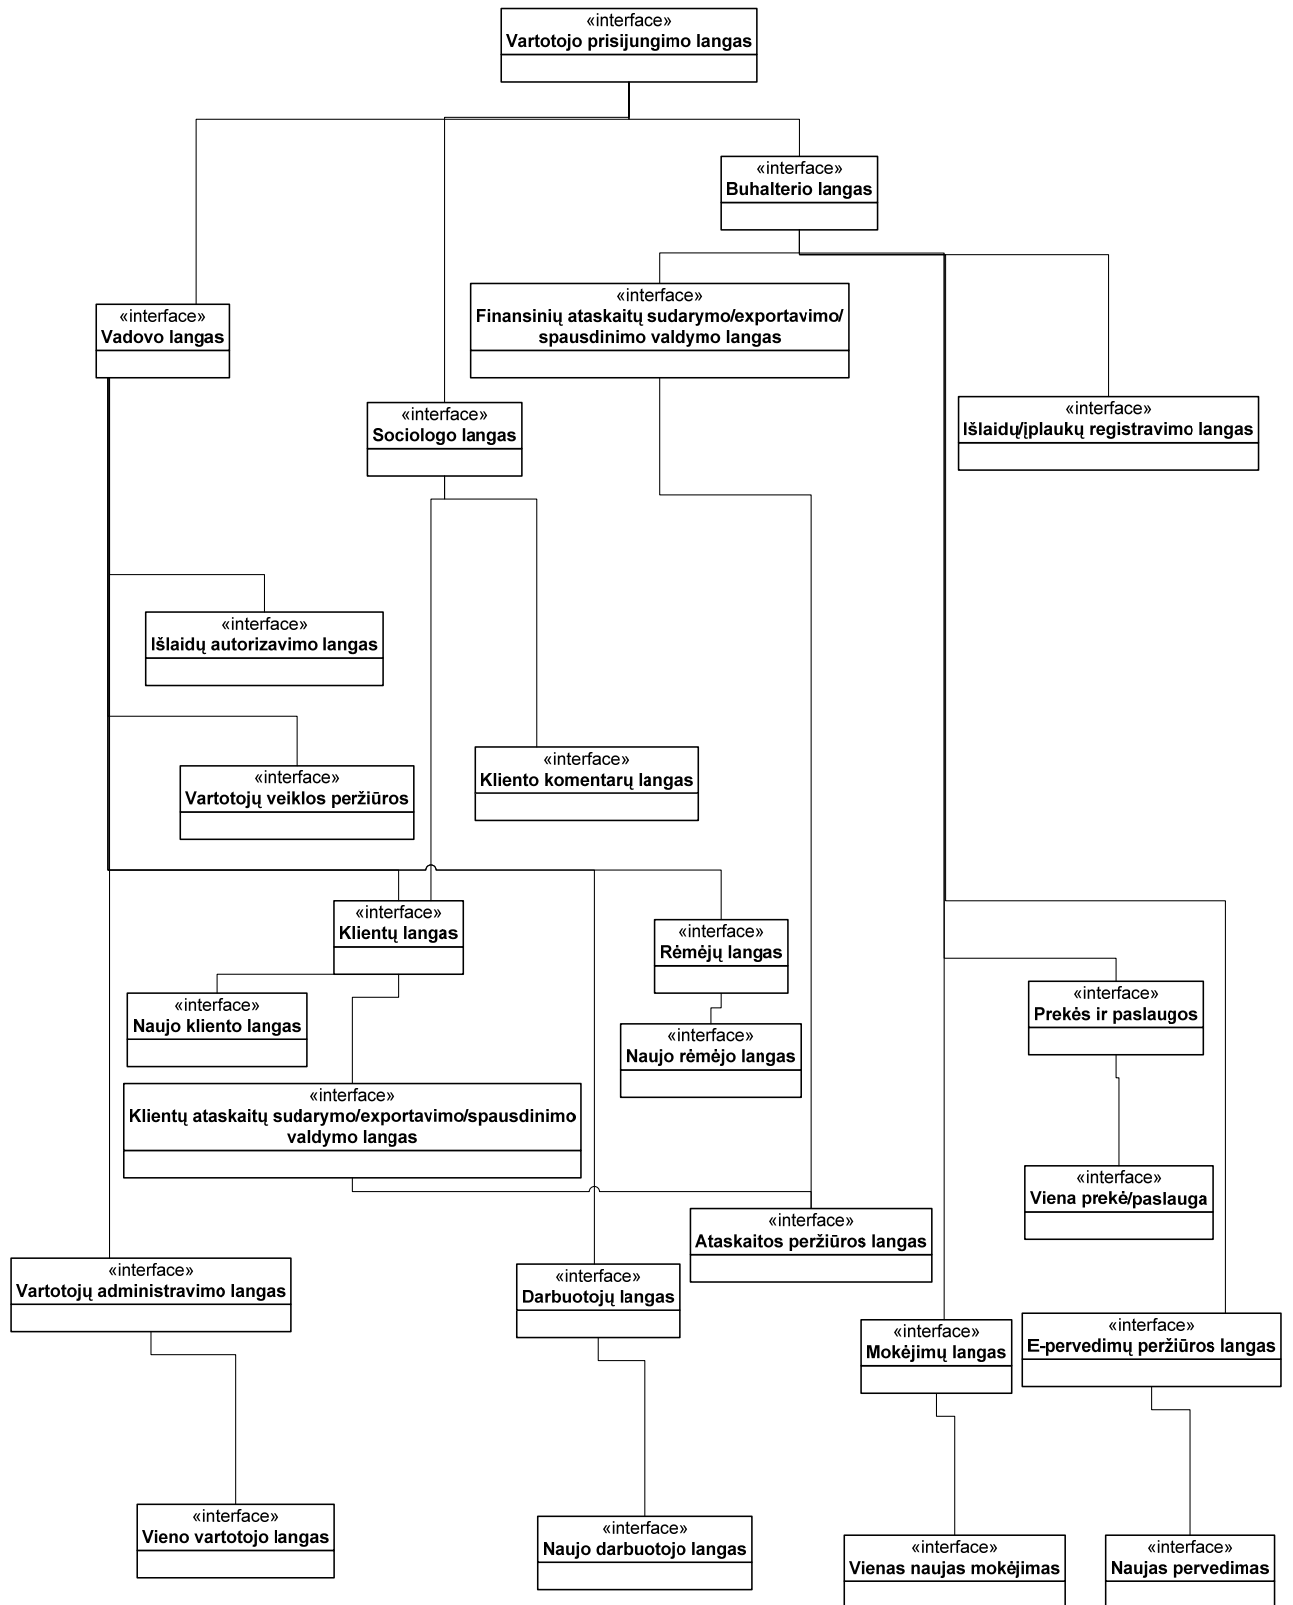 «interface»
Vartotojo prisijungimo langas
«interface»
Buhalterio langas
«interface»
Finansinių ataskaitų sudarymo/exportavimo/
spausdinimo valdymo langas
«interface»
Vadovo langas
«interface»
Sociologo langas
«interface»
Išlaidų/įplaukų registravimo langas
«interface»
Išlaidų autorizavimo langas
«interface»
Kliento komentarų langas
«interface»
Vartotojų veiklos peržiūros
«interface»
Klientų langas
«interface»
Rėmėjų langas
«interface»
Prekės ir paslaugos
«interface»
Naujo kliento langas
«interface»
Naujo rėmėjo langas
«interface»
Klientų ataskaitų sudarymo/exportavimo/spausdinimo
valdymo langas
«interface»
Viena prekė/paslauga
«interface»
Ataskaitos peržiūros langas
«interface»
Vartotojų administravimo langas
«interface»
Darbuotojų langas
«interface»
Mokėjimų langas
«interface»
E-pervedimų peržiūros langas
«interface»
Vieno vartotojo langas
«interface»
Naujo darbuotojo langas
«interface»
Vienas naujas mokėjimas
«interface»
Naujas pervedimas